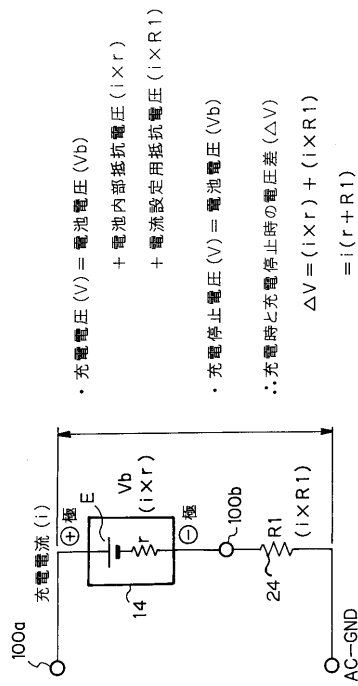 100a
充電電流 (i)
⊕極
E
Vb
r
(i×r)
14
⊖極
100b
24
R1
(i×R1)
AC-GND
・充電電圧 (V) = 電池電圧 (Vb)
+ 電池内部抵抗電圧 (i×r)
+ 電流設定用抵抗電圧 (i×R1)
・充電停止電圧 (V) = 電池電圧 (Vb)
∴充電時と充電停止時の電圧差 (△V)
△V = (i×r) + (i×R1)
= i(r+R1)